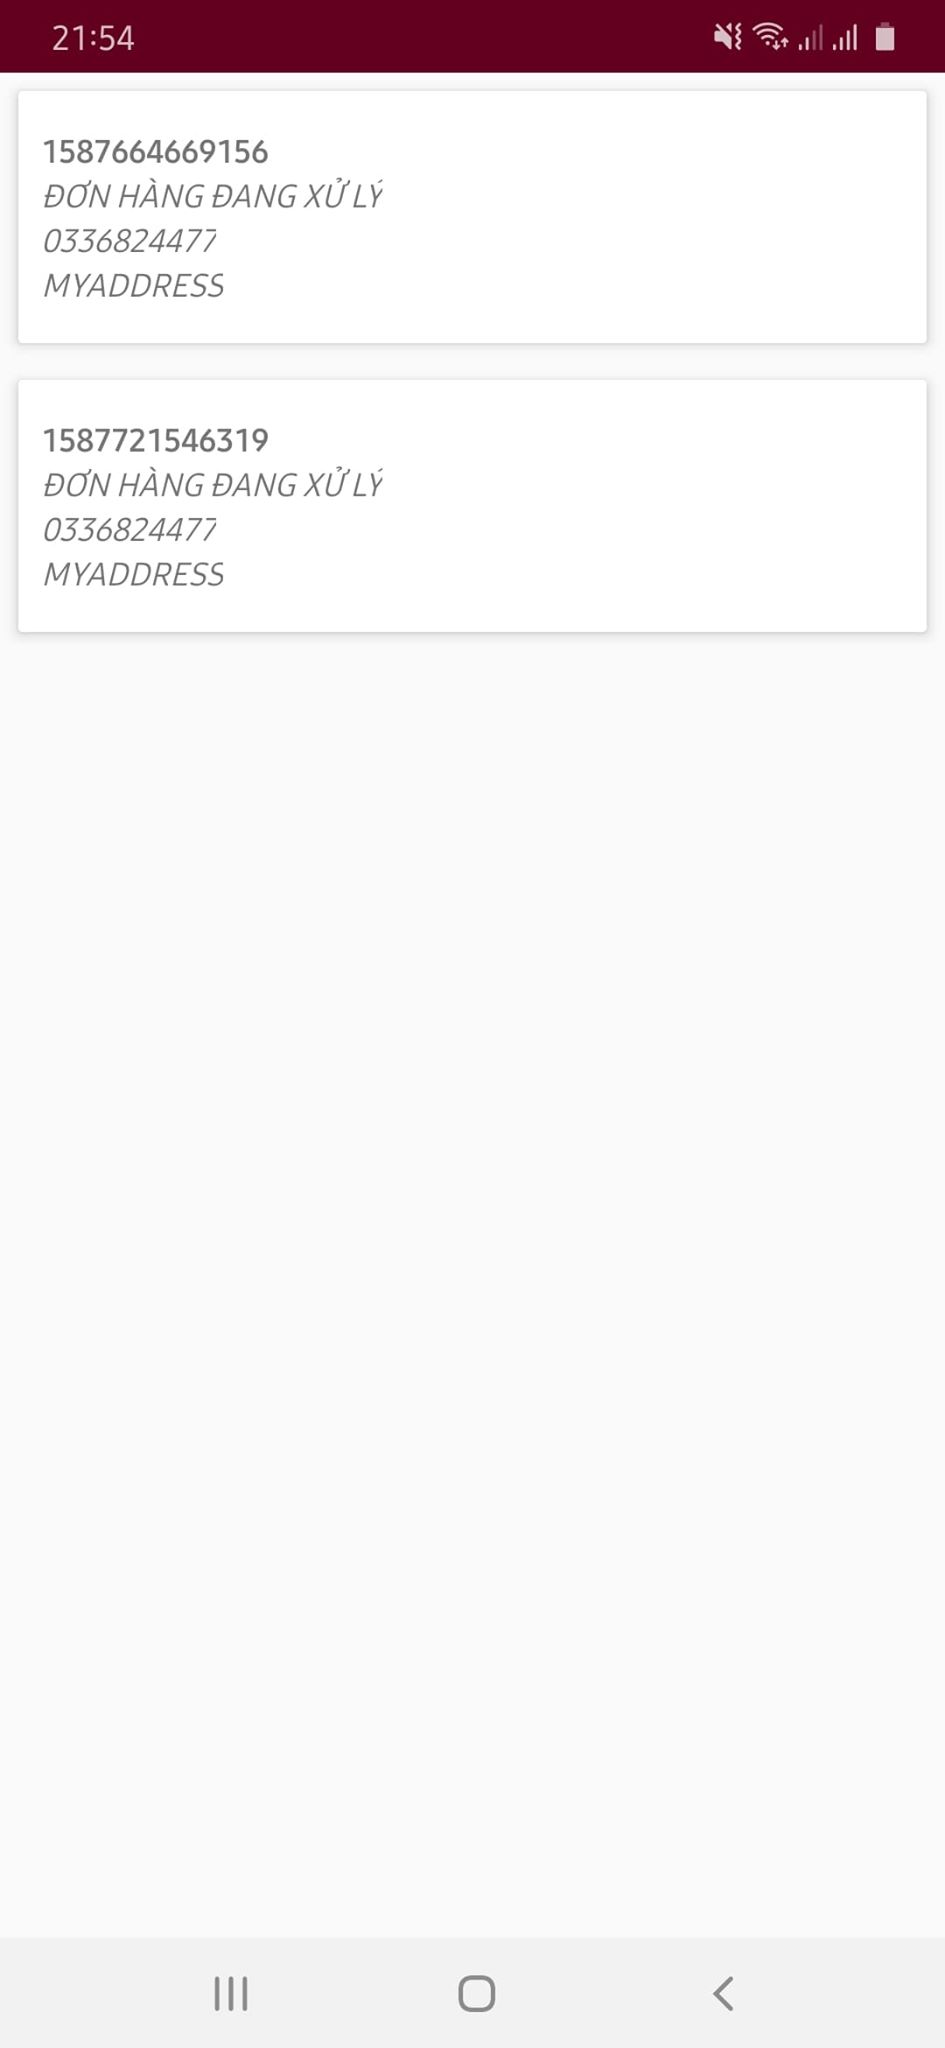 21:54
1587664669156
ĐƠN HÀNG ĐANG XỬ LÝ
0336824477
MYADDRESS
1587721546319
ĐƠN HÀNG ĐANG XỬ LÝ
0336824477
MYADDRESS